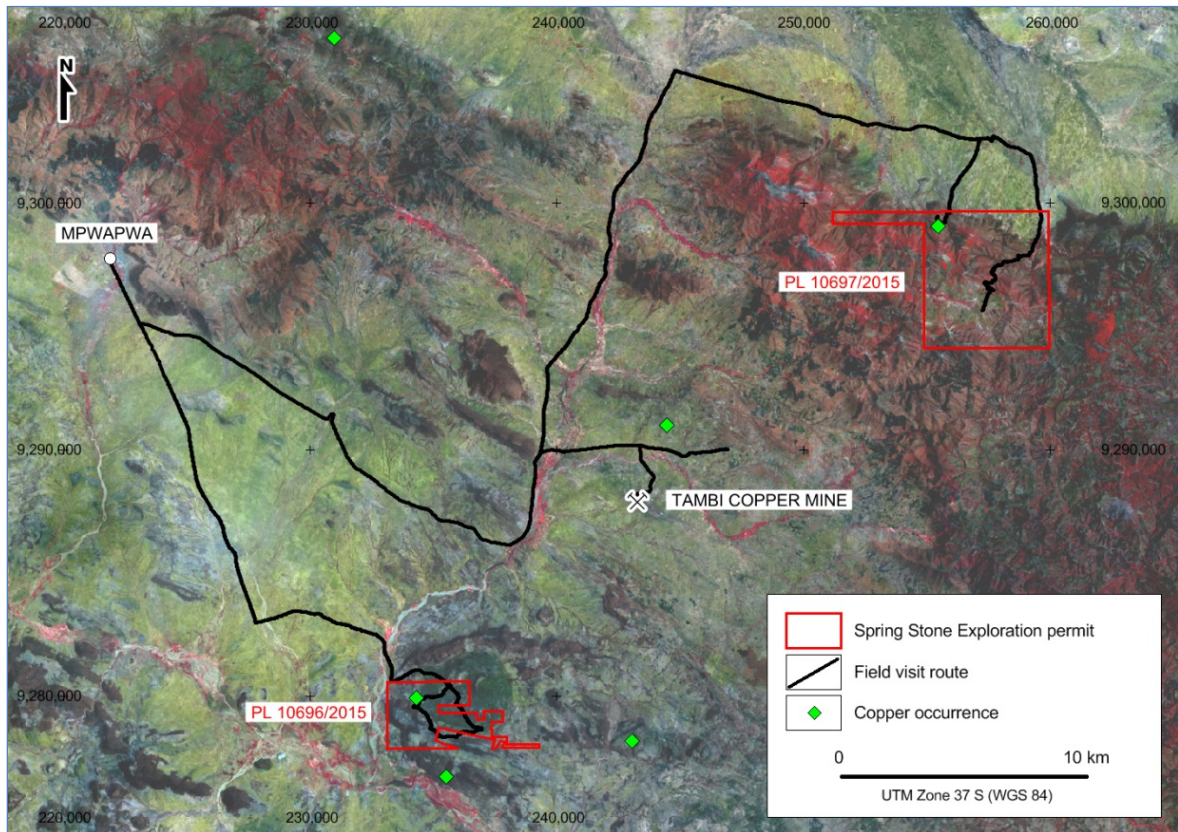 220,000 230,000 240,000 250,000 260,000
N
9,300,000 9,300,000
MPWAPWA
PL 10697/2015
9,290,000 9,290,000
TAMBI COPPER MINE
Spring Stone Exploration permit
Field visit route
9,280,000 9,280,000
PL 10696/2015
Copper occurrence
0 10 km
UTM Zone 37 S (WGS 84)
220,000 230,000 240,000